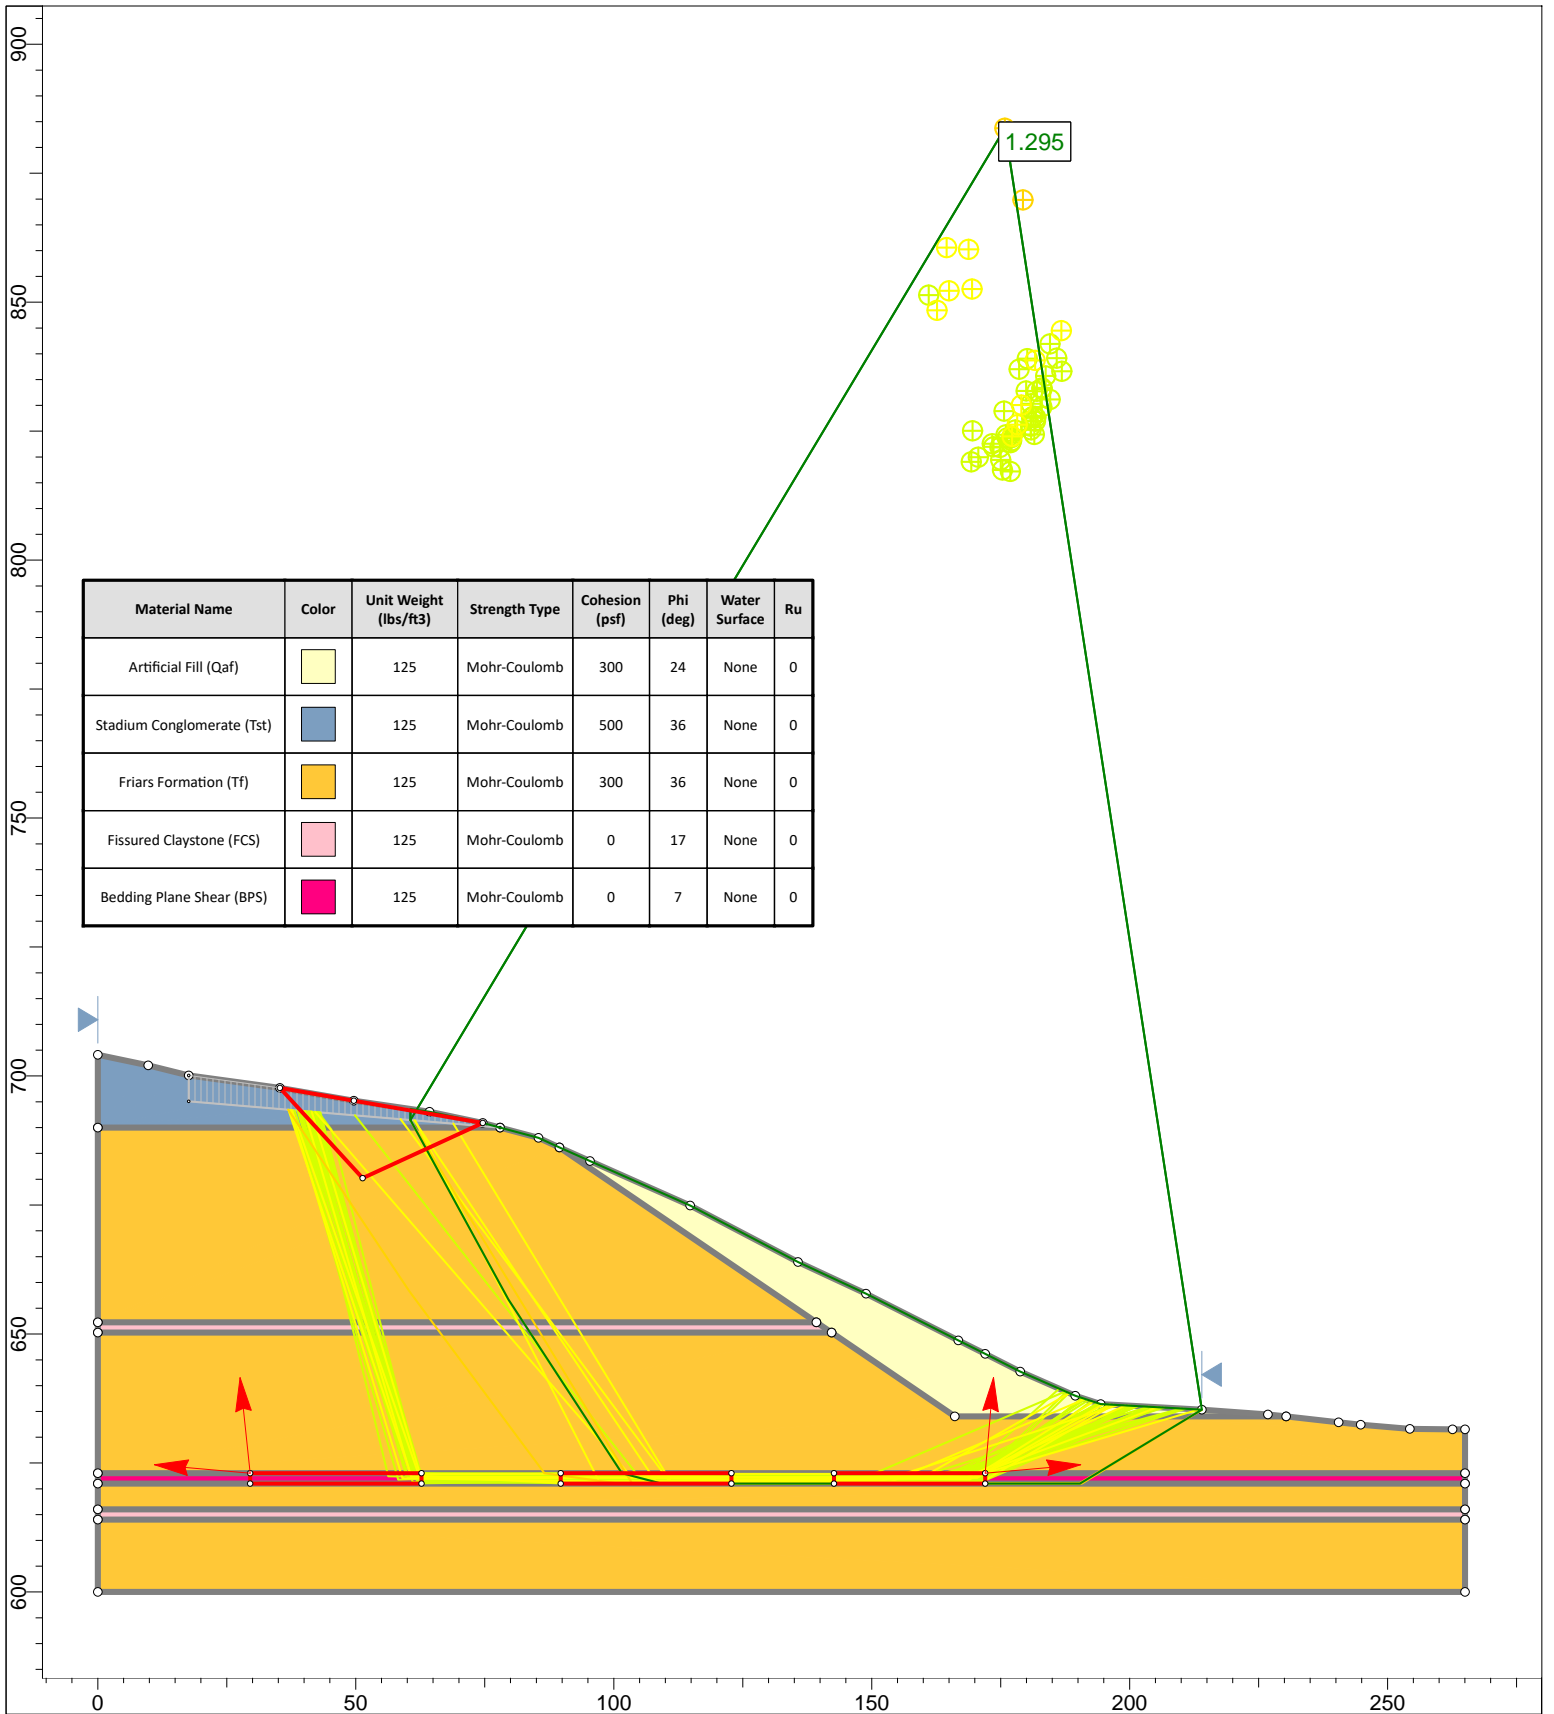 900
1.295
850
800
Material Name Color Unit Weight (lbs/ft3) Strength Type Cohesion (psf) Phi (deg) Water Surface Ru
Artificial Fill (Qaf) 125 Mohr-Coulomb 300 24 None 0
Stadium Conglomerate (Tst) 125 Mohr-Coulomb 500 36 None 0
750
Friars Formation (Tf) 125 Mohr-Coulomb 300 36 None 0
Fissured Claystone (FCS) 125 Mohr-Coulomb 0 17 None 0
Bedding Plane Shear (BPS) 125 Mohr-Coulomb 0 7 None 0
700
650
600
0 50 100 150 200 250